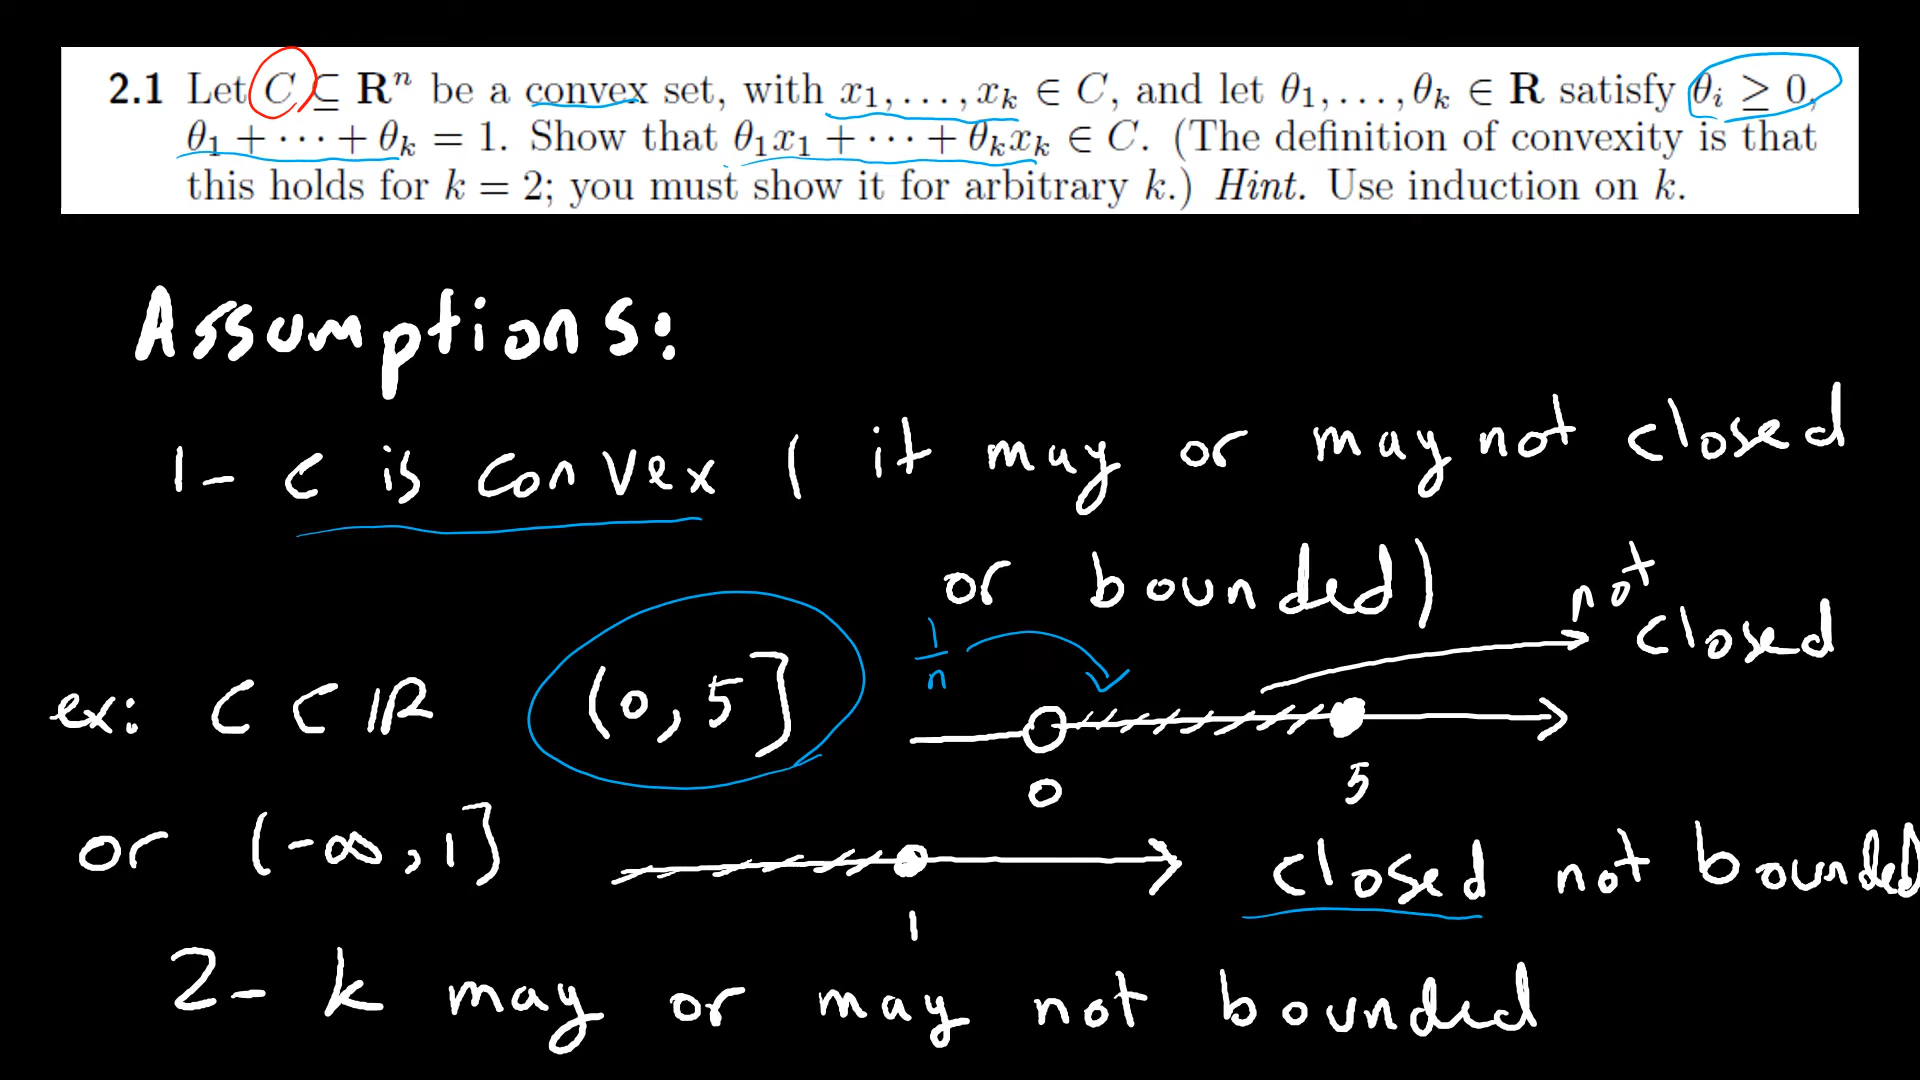 2.1 Let C ⊆ Rⁿ be a convex set, with x₁, . . . , xₖ ∈ C, and let θ₁, . . . , θₖ ∈ R satisfy θᵢ ≥ 0,
θ₁ + · · · + θₖ = 1. Show that θ₁x₁ + · · · + θₖxₖ ∈ C. (The definition of convexity is that
this holds for k = 2; you must show it for arbitrary k.) Hint. Use induction on k.
Assumptions:
1- C is convex ( it may or may not closed
or bounded)
not
closed
1/n
ex: C ⊂ ℝ (0, 5]
0 5
or (-∞, 1]
1
closed not bounded
2- k may or may not bounded